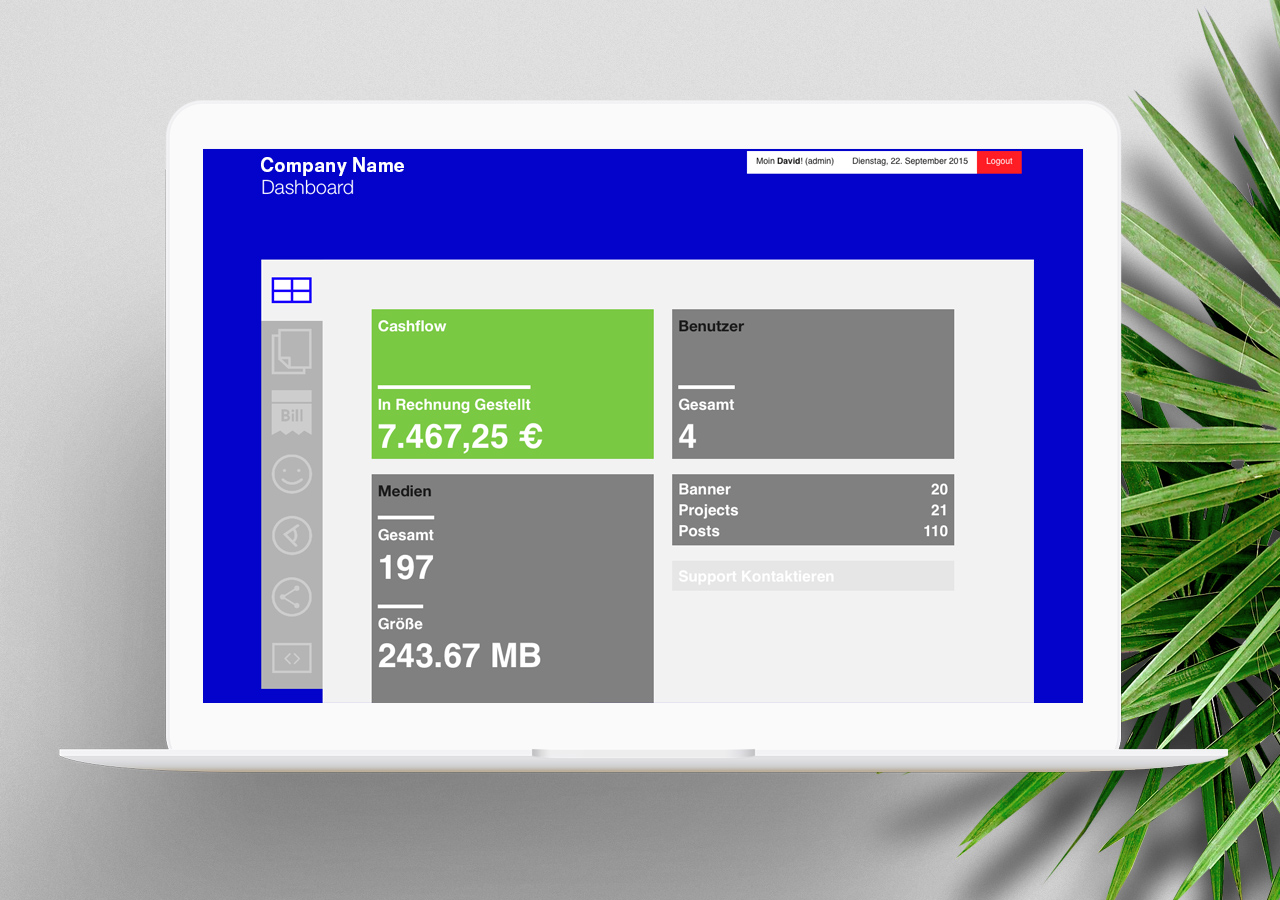 Company Name
Dashboard
Moin David! (admin) Dienstag, 22. September 2015 Logout
Bill
Cashflow
In Rechnung Gestellt
7.467,25 €
Benutzer
Gesamt
4
Medien
Gesamt
197
Größe
243.67 MB
Banner 20
Projects 21
Posts 110
Support Kontaktieren